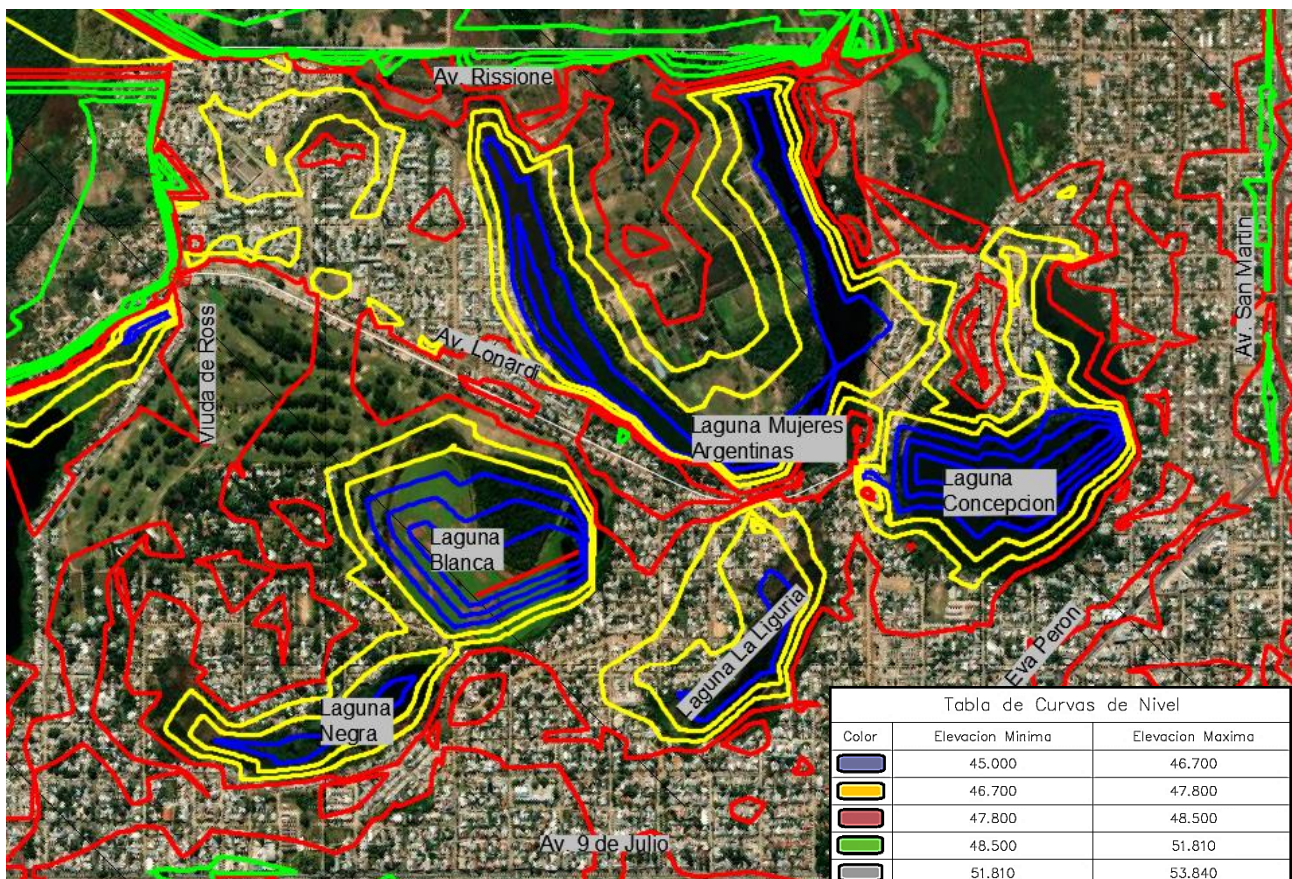 Av. Rissione
Viuda de Ross
Av. Lonardi
Av. San Martin
Laguna Mujeres
Argentinas
Laguna
Concepcion
Laguna
Blanca
Laguna La Liguria
Eva Peron
Laguna
Negra
Av. 9 de Julio
Tabla de Curvas de Nivel
Color Elevacion Minima Elevacion Maxima
45.000 46.700
46.700 47.800
47.800 48.500
48.500 51.810
51.810 53.840